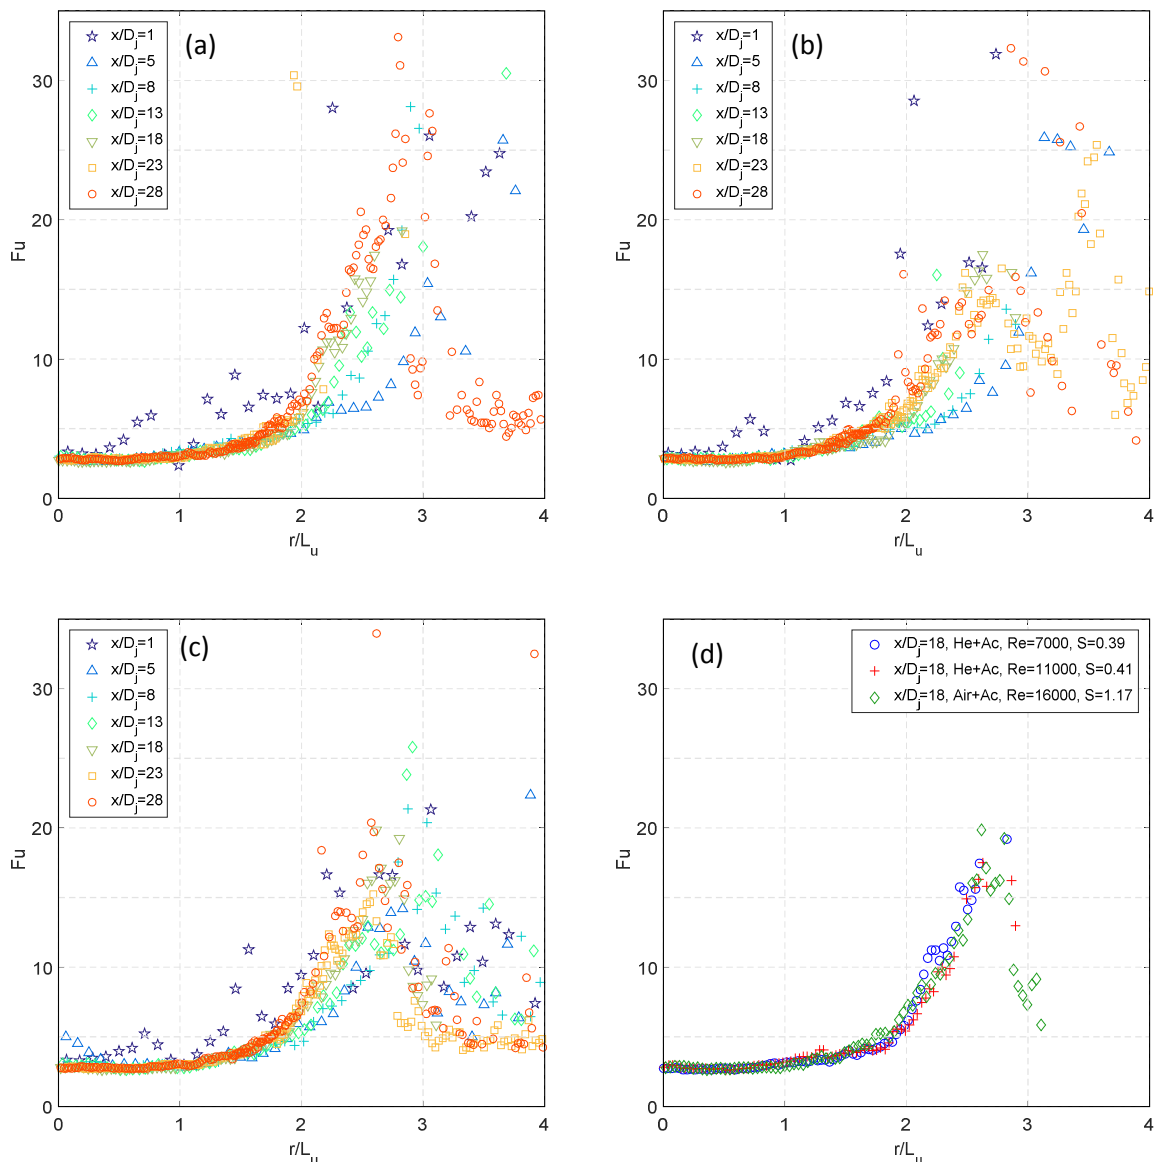 (a)
x/Dj=1
x/Dj=5
x/Dj=8
x/Dj=13
x/Dj=18
x/Dj=23
x/Dj=28
30
20
10
0
Fu
0 1 2 3 4
r/Lu
(b)
x/Dj=1
x/Dj=5
x/Dj=8
x/Dj=13
x/Dj=18
x/Dj=23
x/Dj=28
30
20
10
0
Fu
0 1 2 3 4
r/Lu
(c)
x/Dj=1
x/Dj=5
x/Dj=8
x/Dj=13
x/Dj=18
x/Dj=23
x/Dj=28
30
20
10
0
Fu
0 1 2 3 4
r/Lu
(d)
x/Dj=18, He+Ac, Re=7000, S=0.39
x/Dj=18, He+Ac, Re=11000, S=0.41
x/Dj=18, Air+Ac, Re=16000, S=1.17
30
20
10
0
Fu
0 1 2 3 4
r/Lu